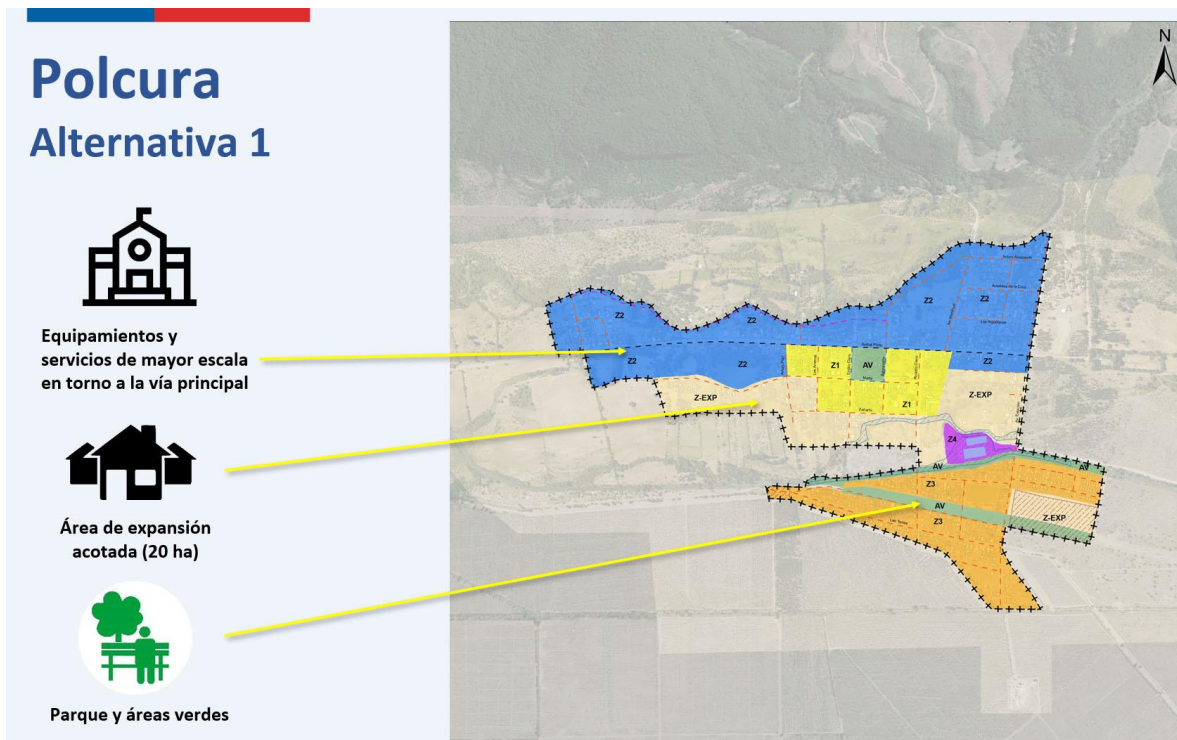 Polcura
Alternativa 1
Equipamientos y
servicios de mayor escala
en torno a la vía principal
Área de expansión
acotada (20 ha)
Parque y áreas verdes
N
Z2
Z2
Z2
Z2
Z2
Z2
Z2
Z1
AV
Z-EXP
Z1
Z-EXP
Z4
AV
AV
Z3
AV
Z3
Z-EXP